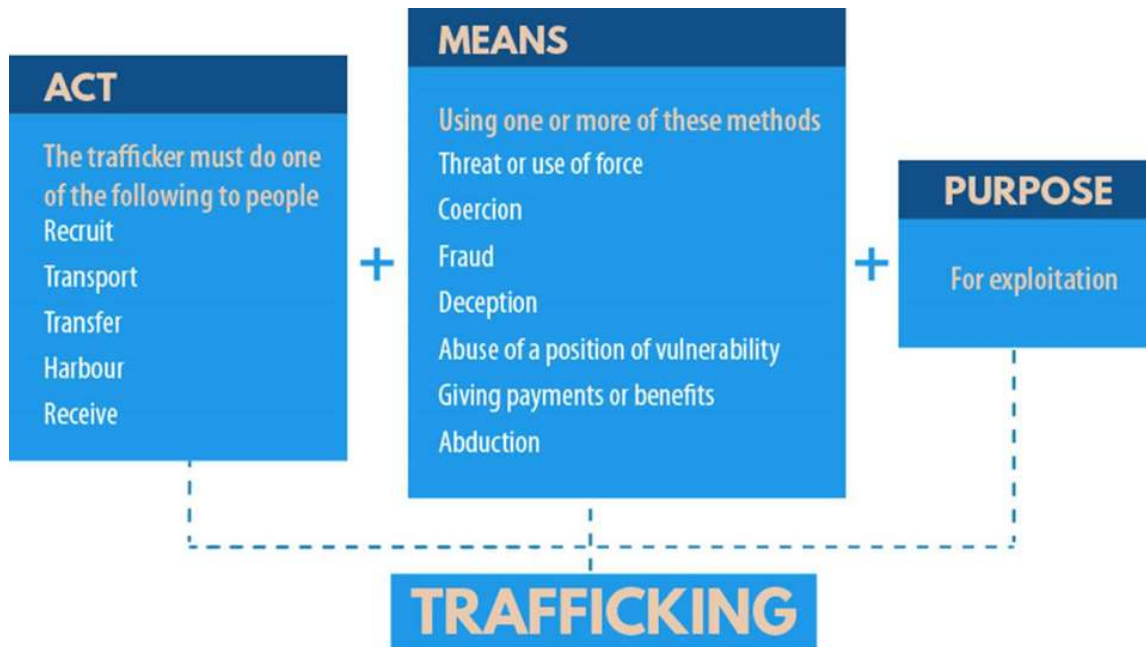 ACT
The trafficker must do one
of the following to people
Recruit
Transport
Transfer
Harbour
Receive
+
MEANS
Using one or more of these methods
Threat or use of force
Coercion
Fraud
Deception
Abuse of a position of vulnerability
Giving payments or benefits
Abduction
+
PURPOSE
For exploitation
TRAFFICKING